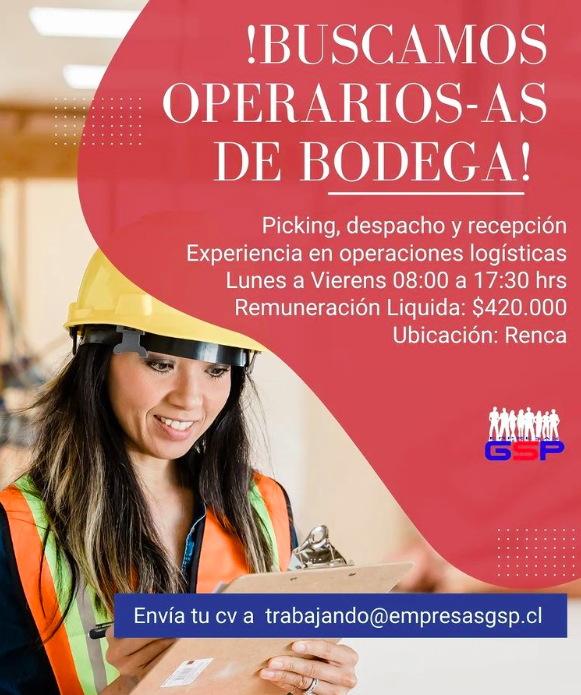 !BUSCAMOS
OPERARIOS-AS
DE BODEGA!
Picking, despacho y recepción
Experiencia en operaciones logísticas
Lunes a Vierens 08:00 a 17:30 hrs
Remuneración Liquida: $420.000
Ubicación: Renca
GSP
Envía tu cv a trabajando@empresasgsp.cl